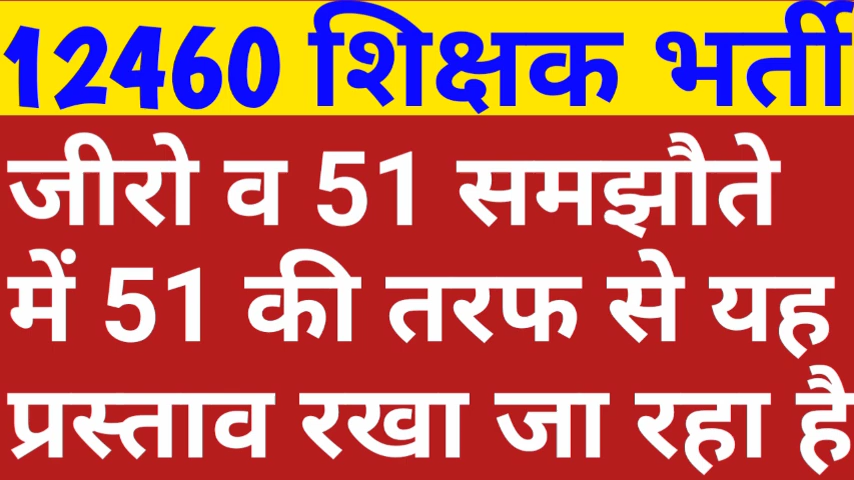 12460 शिक्षक भर्ती
जीरो व 51 समझौते
में 51 की तरफ से यह
प्रस्ताव रखा जा रहा है